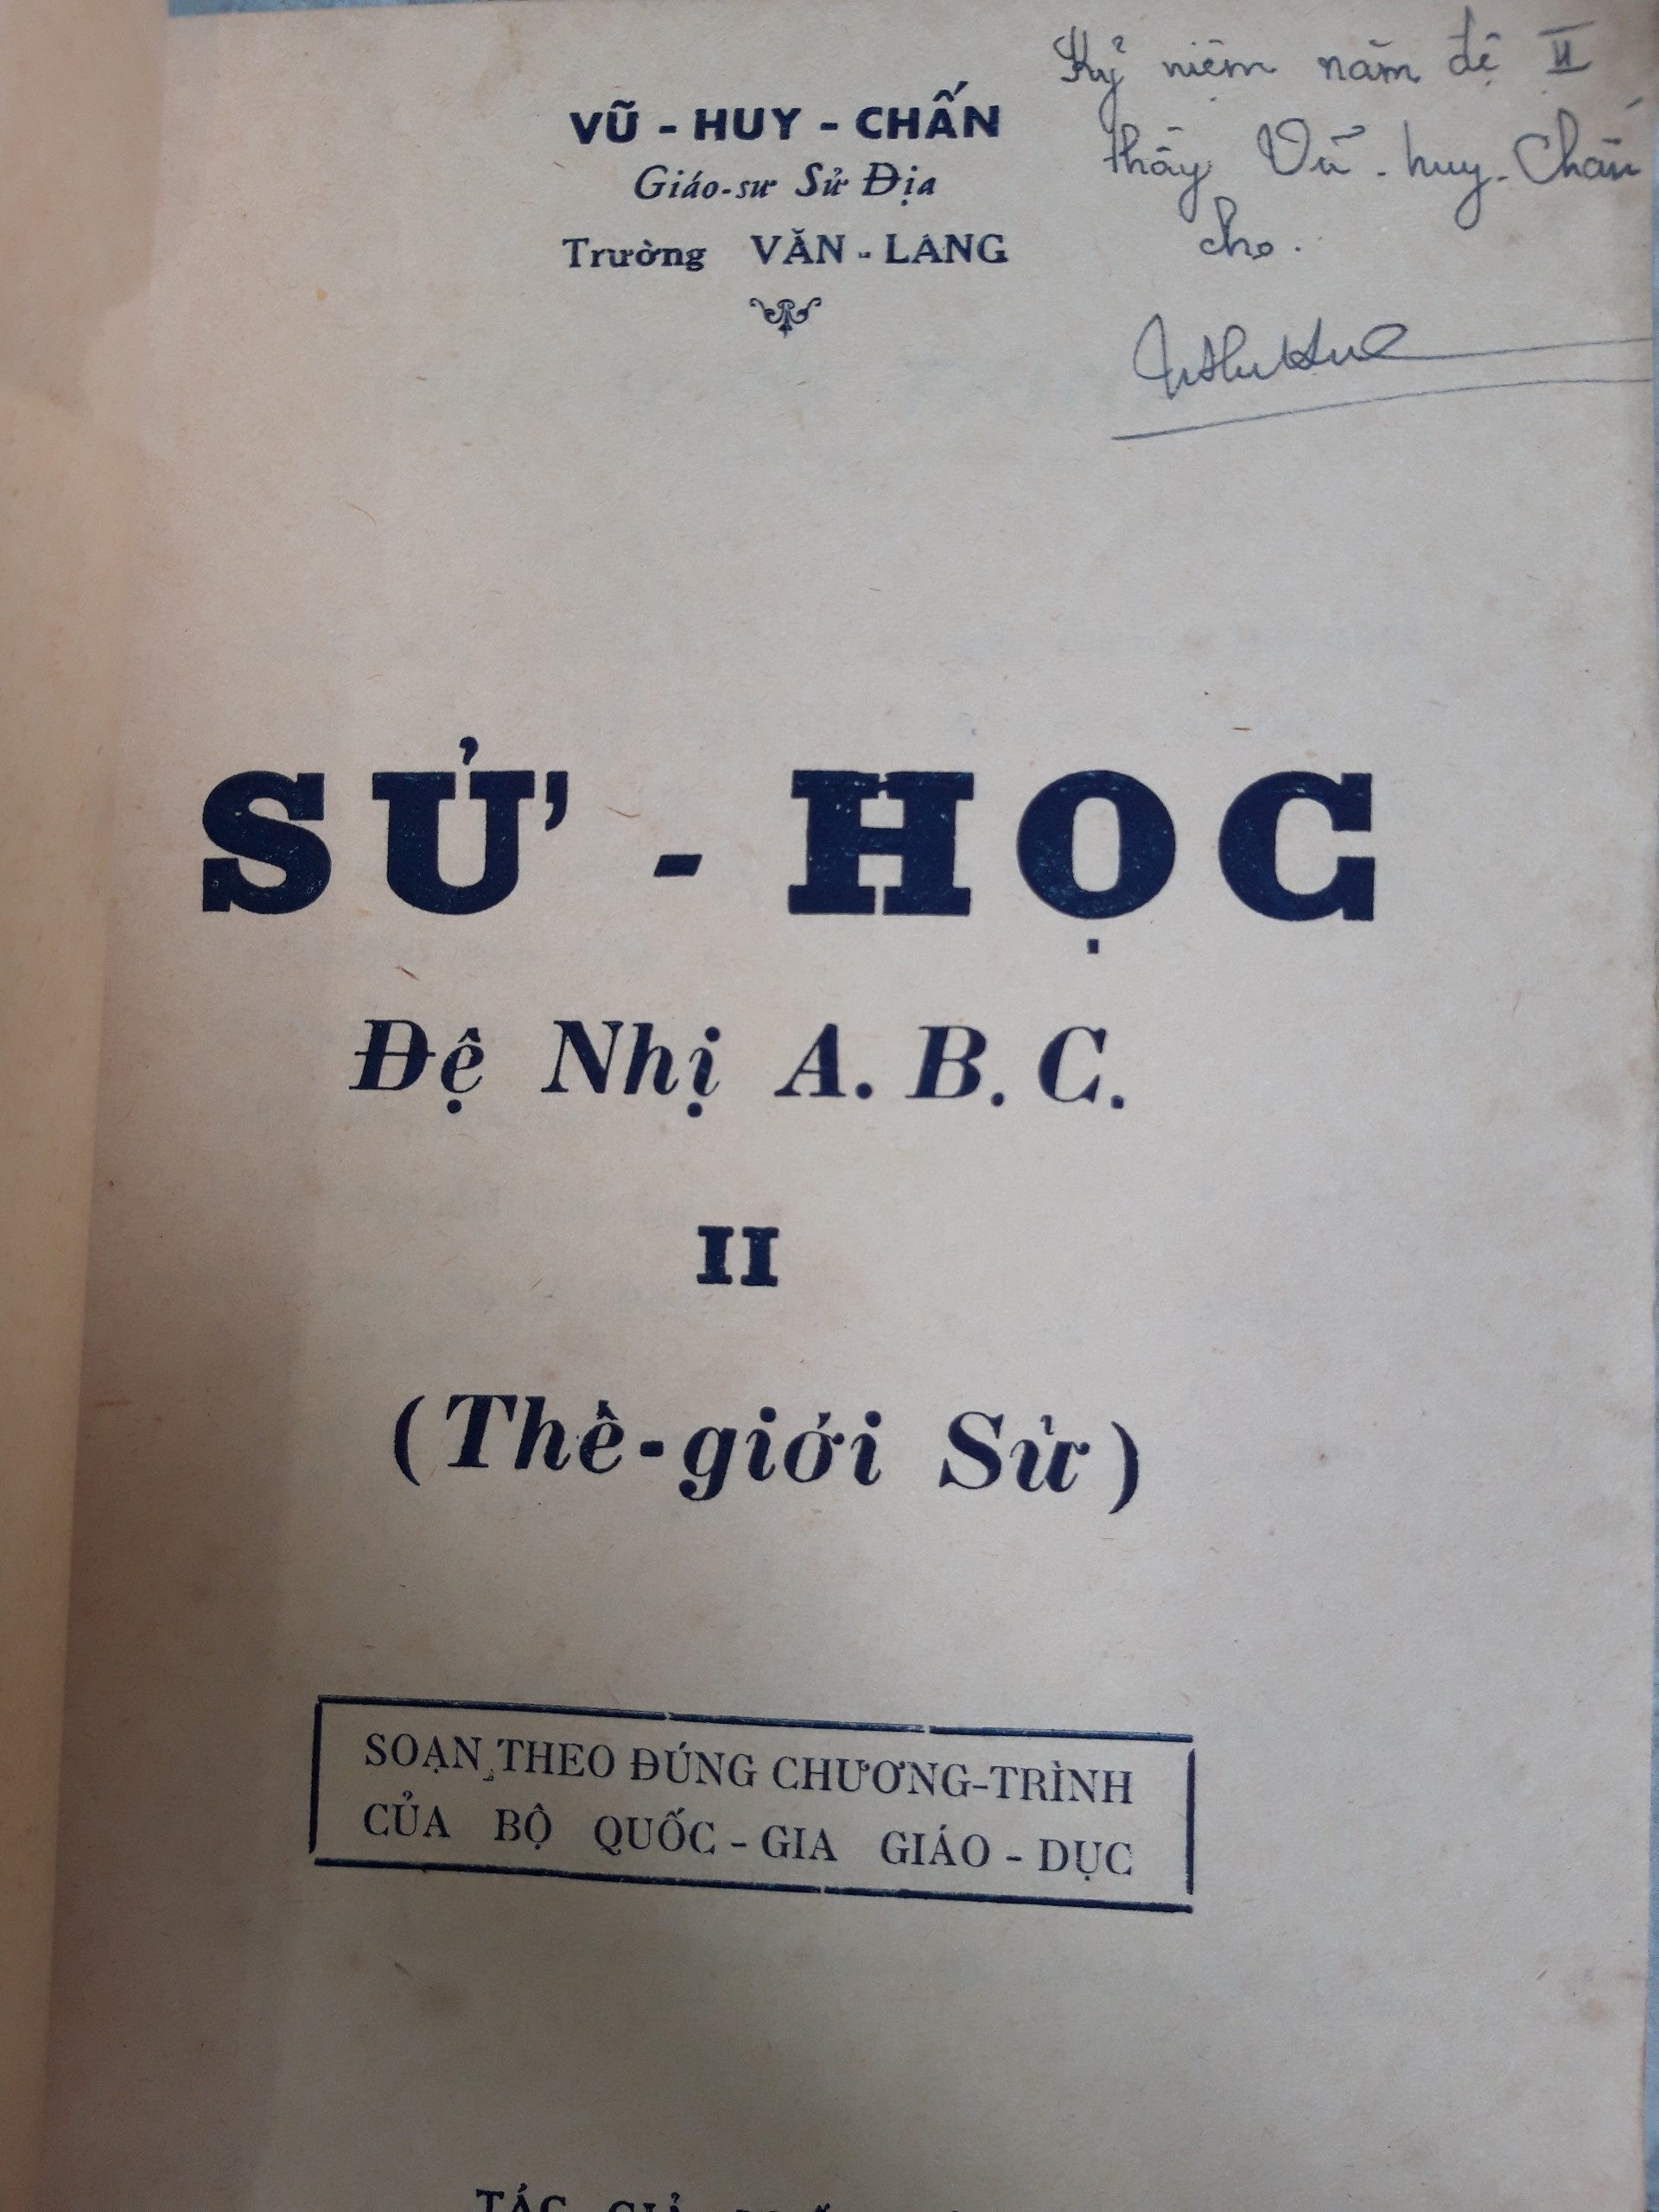 Kỷ niệm năm đệ II
thầy Vũ-huy-Chấn
cho.
VŨ - HUY - CHẤN
Giáo-sư Sử Địa
Trường VĂN - LANG
SỬ - HỌC
Đệ Nhị A. B. C.
II
(Thế-giới Sử)
SOẠN THEO ĐÚNG CHƯƠNG-TRÌNH
CỦA BỘ QUỐC - GIA GIÁO - DỤC
TÁC GIẢ